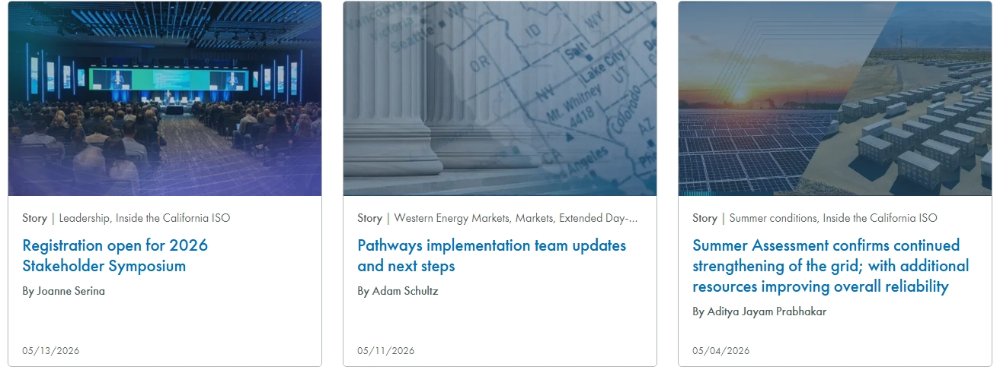 Vancouver
Victoria
Seattle
WA
ID
WY
OR
Salt
Lake City
NV
UT
Mt. Whitney
4418
Colorado
AZ
Angeles
Story | Leadership, Inside the California ISO
Registration open for 2026
Stakeholder Symposium
By Joanne Serina
05/13/2026
Story | Western Energy Markets, Markets, Extended Day-...
Pathways implementation team updates
and next steps
By Adam Schultz
05/11/2026
Story | Summer conditions, Inside the California ISO
Summer Assessment confirms continued
strengthening of the grid; with additional
resources improving overall reliability
By Aditya Jayam Prabhakar
05/04/2026